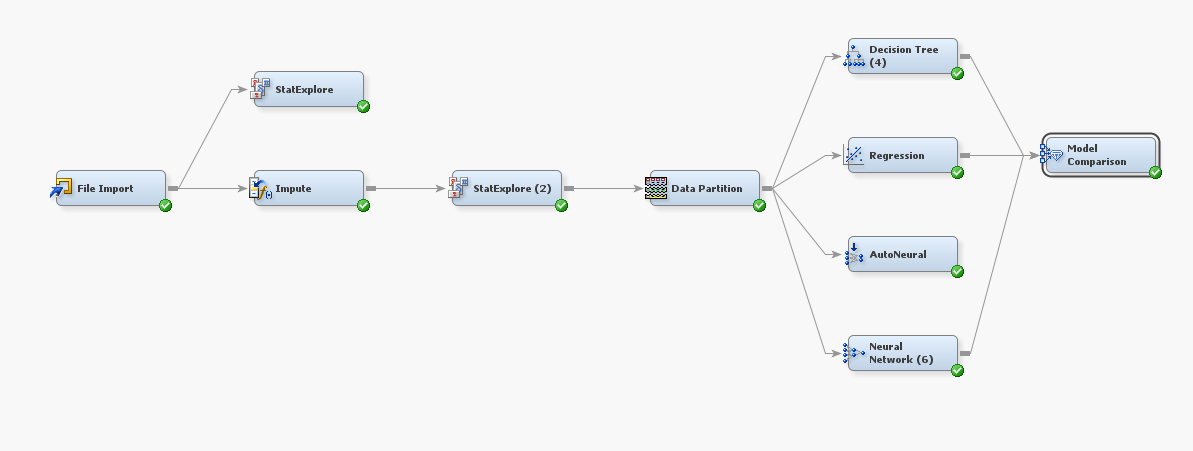 File Import
StatExplore
Impute
StatExplore (2)
Data Partition
Decision Tree
(4)
Regression
AutoNeural
Neural
Network (6)
Model
Comparison